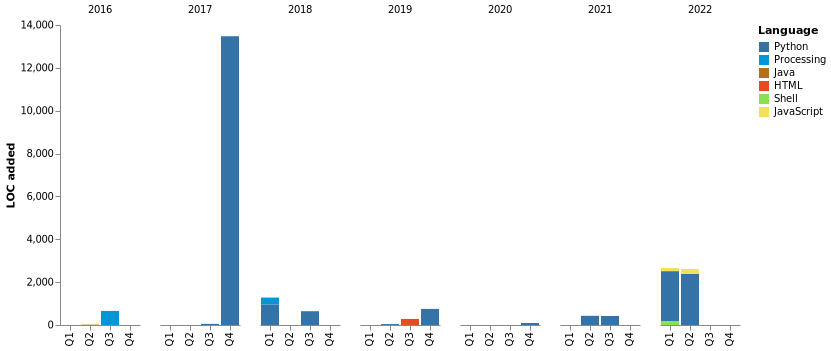 2016 2017 2018 2019 2020 2021 2022
14,000
12,000
10,000
8,000
6,000
4,000
2,000
0
LOC added
Q1 Q2 Q3 Q4 Q1 Q2 Q3 Q4 Q1 Q2 Q3 Q4 Q1 Q2 Q3 Q4 Q1 Q2 Q3 Q4 Q1 Q2 Q3 Q4 Q1 Q2 Q3 Q4
Language
Python
Processing
Java
HTML
Shell
JavaScript